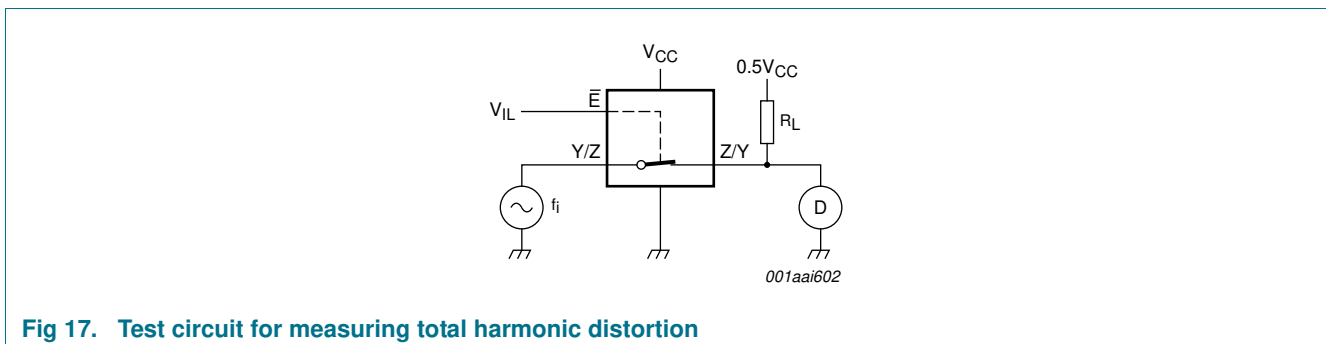 V_CC
0.5V_CC
Ē
V_IL
R_L
Y/Z
Z/Y
f_i
D
001aai602
Fig 17. Test circuit for measuring total harmonic distortion